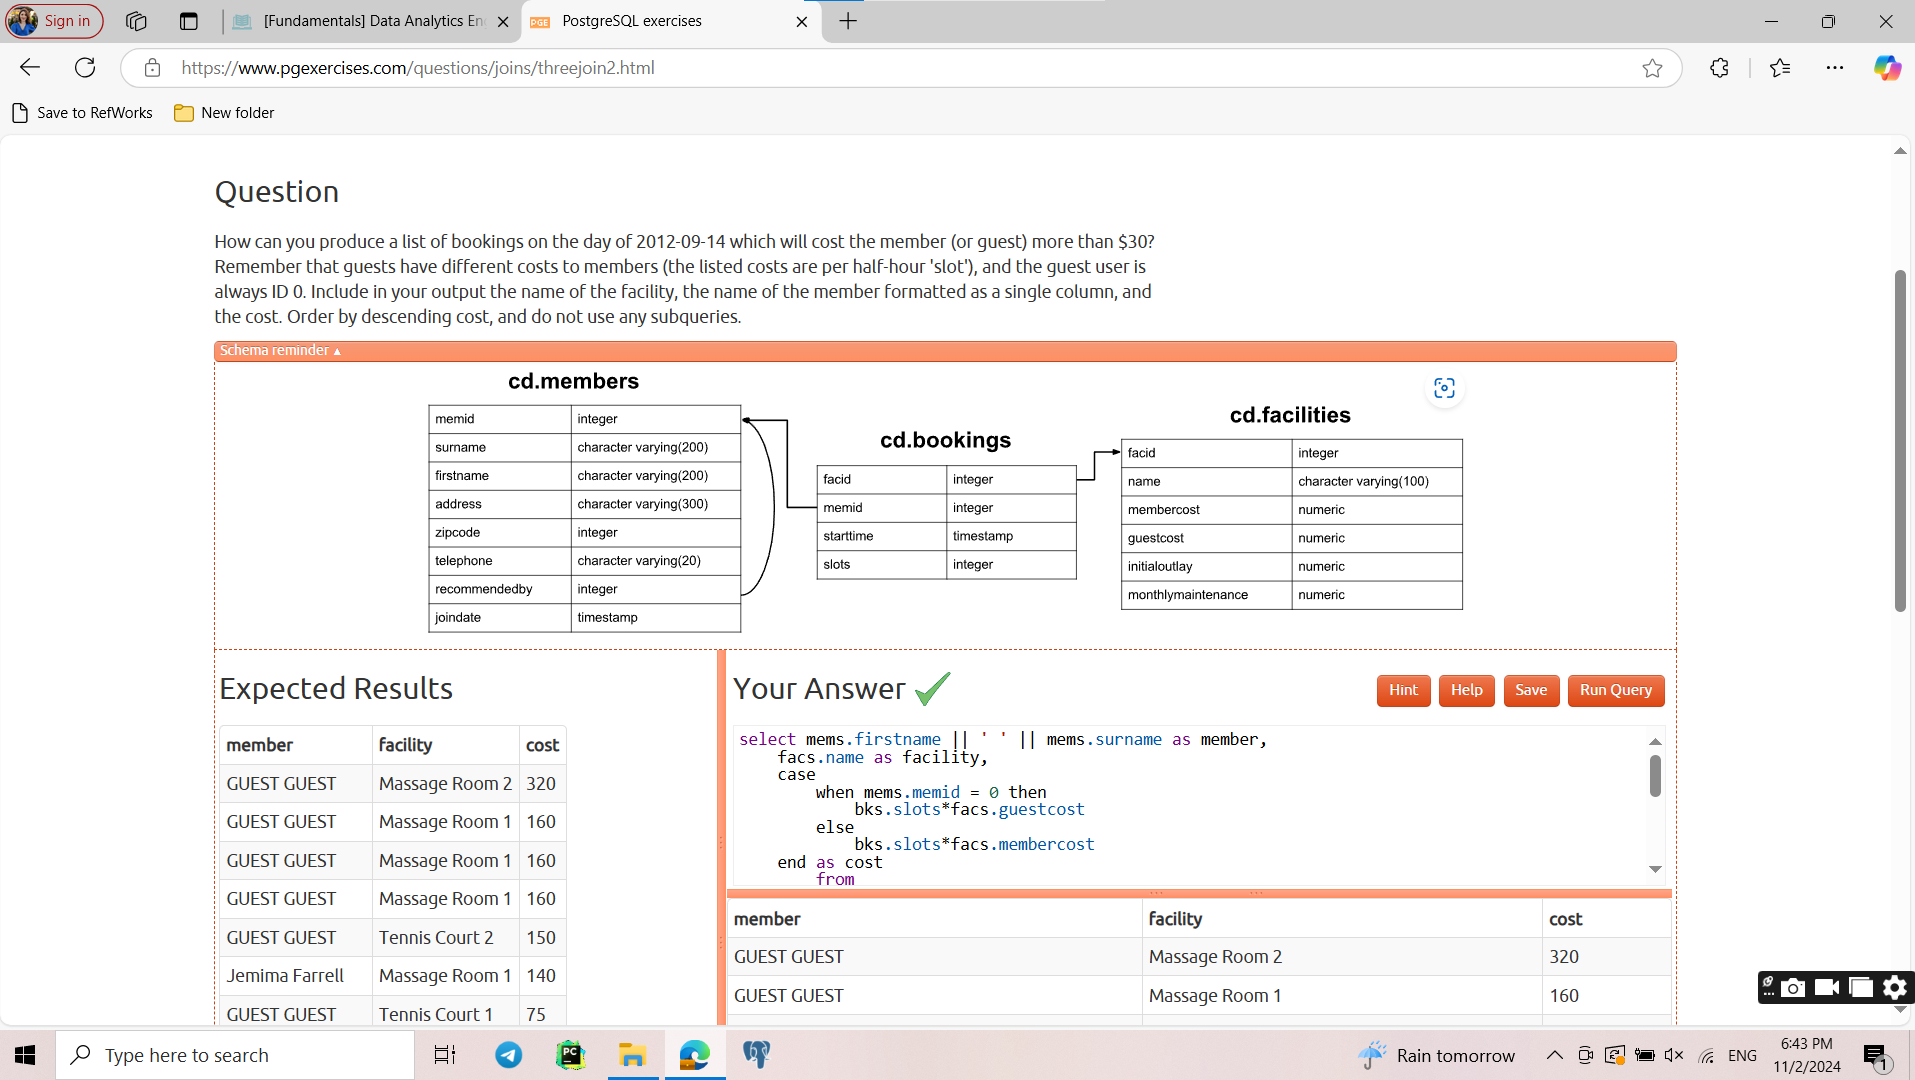 Sign in
[Fundamentals] Data Analytics En
PGE PostgreSQL exercises
https://www.pgexercises.com/questions/joins/threejoin2.html
Save to RefWorks
New folder
Question
How can you produce a list of bookings on the day of 2012-09-14 which will cost the member (or guest) more than $30?
Remember that guests have different costs to members (the listed costs are per half-hour 'slot'), and the guest user is
always ID 0. Include in your output the name of the facility, the name of the member formatted as a single column, and
the cost. Order by descending cost, and do not use any subqueries.
Schema reminder ▴
cd.members
memid integer
surname character varying(200)
firstname character varying(200)
address character varying(300)
zipcode integer
telephone character varying(20)
recommendedby integer
joindate timestamp
cd.bookings
facid integer
memid integer
starttime timestamp
slots integer
cd.facilities
facid integer
name character varying(100)
membercost numeric
guestcost numeric
initialoutlay numeric
monthlymaintenance numeric
Expected Results
member facility cost
GUEST GUEST Massage Room 2 320
GUEST GUEST Massage Room 1 160
GUEST GUEST Massage Room 1 160
GUEST GUEST Massage Room 1 160
GUEST GUEST Tennis Court 2 150
Jemima Farrell Massage Room 1 140
GUEST GUEST Tennis Court 1 75
Your Answer
Hint Help Save Run Query
select mems.firstname || ' ' || mems.surname as member,
facs.name as facility,
case
when mems.memid = 0 then
bks.slots*facs.guestcost
else
bks.slots*facs.membercost
end as cost
from
member facility cost
GUEST GUEST Massage Room 2 320
GUEST GUEST Massage Room 1 160
Type here to search
PC
Rain tomorrow
ENG
6:43 PM
11/2/2024
1